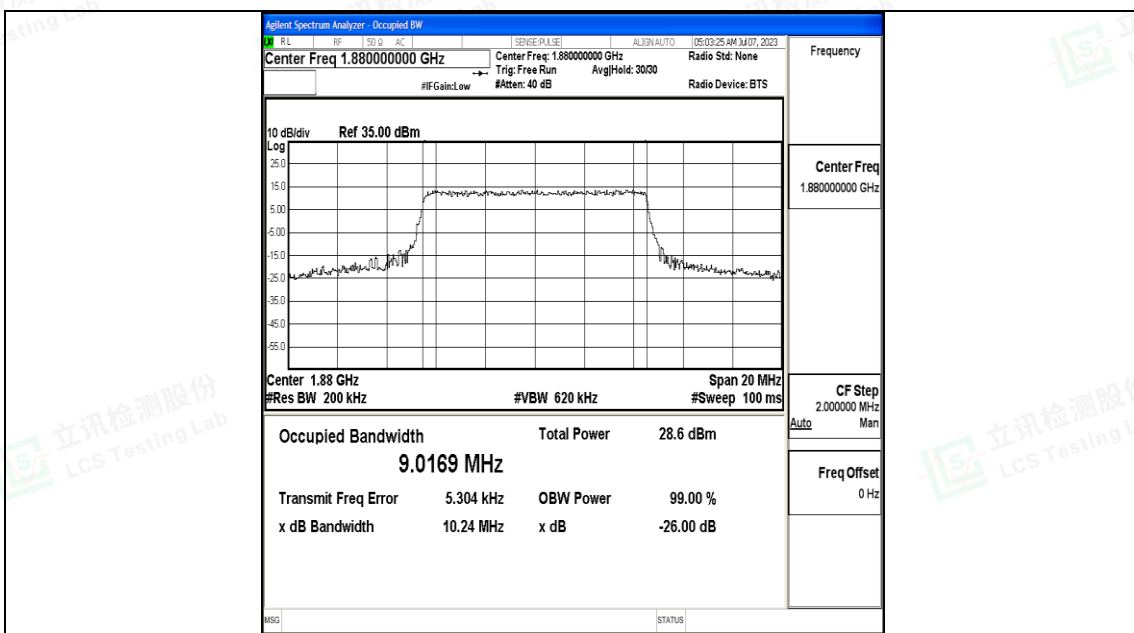 Agilent Spectrum Analyzer - Occupied BW
RL RF 50 Ω AC SENSE:PULSE ALIGN AUTO 05:03:25 AM Jul 07, 2023
Center Freq 1.880000000 GHz
Center Freq: 1.880000000 GHz
Radio Std: None
Trig: Free Run Avg|Hold: 30/30
#IFGain:Low #Atten: 40 dB Radio Device: BTS
Frequency
10 dB/div Ref 35.00 dBm
Log
25.0
15.0
5.00
-5.00
-15.0
-25.0
-35.0
-45.0
-55.0
Center Freq
1.880000000 GHz
Center 1.88 GHz Span 20 MHz
#Res BW 200 kHz #VBW 620 kHz #Sweep 100 ms
CF Step
2.000000 MHz
Auto Man
Occupied Bandwidth Total Power 28.6 dBm
9.0169 MHz
Transmit Freq Error 5.304 kHz OBW Power 99.00 %
x dB Bandwidth 10.24 MHz x dB -26.00 dB
Freq Offset
0 Hz
MSG STATUS
立讯检测股份
LCS Testing Lab
立讯检测股份
LCS Testing L